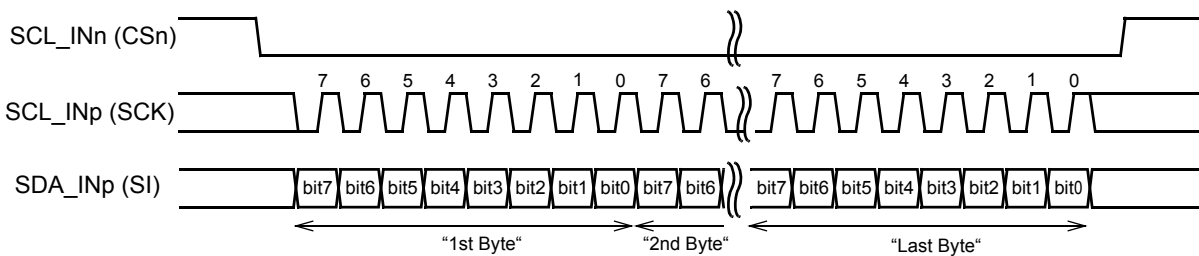 SCL_INn (CSn)
7 6 5 4 3 2 1 0 7 6 7 6 5 4 3 2 1 0
SCL_INp (SCK)
SDA_INp (SI) bit7 bit6 bit5 bit4 bit3 bit2 bit1 bit0 bit7 bit6 bit7 bit6 bit5 bit4 bit3 bit2 bit1 bit0
“1st Byte“ “2nd Byte“ “Last Byte“